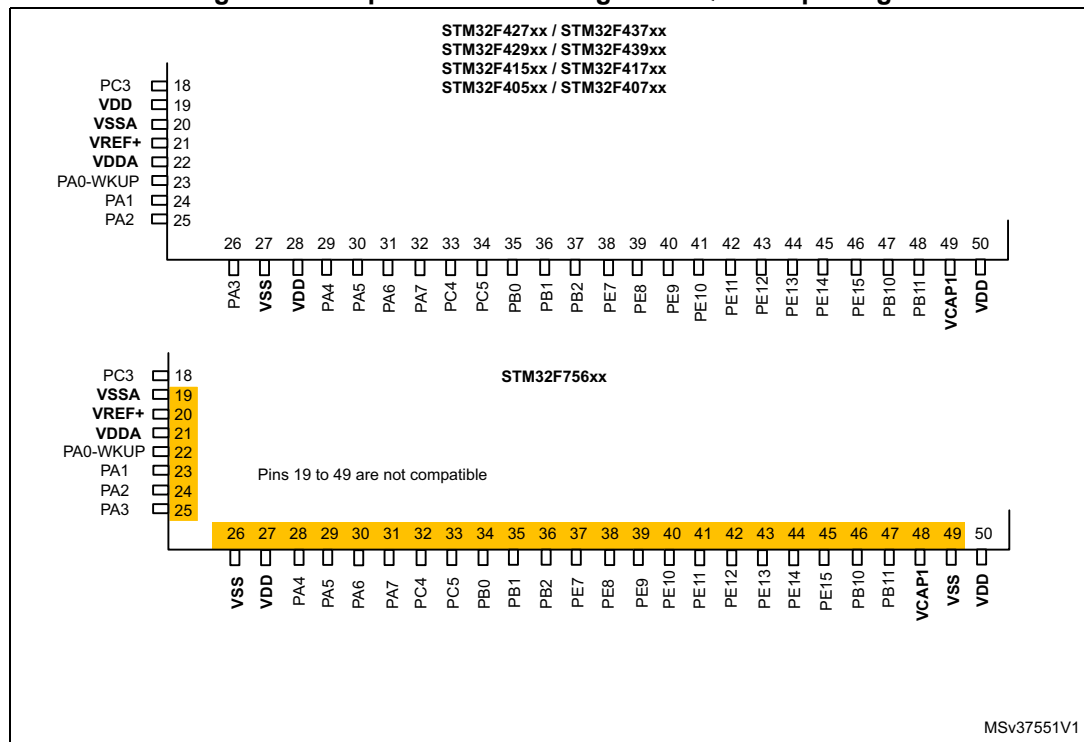 STM32F427xx / STM32F437xx
STM32F429xx / STM32F439xx
STM32F415xx / STM32F417xx
STM32F405xx / STM32F407xx
PC3 18
VDD 19
VSSA 20
VREF+ 21
VDDA 22
PA0-WKUP 23
PA1 24
PA2 25
26 27 28 29 30 31 32 33 34 35 36 37 38 39 40 41 42 43 44 45 46 47 48 49 50
PA3 VSS VDD PA4 PA5 PA6 PA7 PC4 PC5 PB0 PB1 PB2 PE7 PE8 PE9 PE10 PE11 PE12 PE13 PE14 PE15 PB10 PB11 VCAP1 VDD
STM32F756xx
PC3 18
VSSA 19
VREF+ 20
VDDA 21
PA0-WKUP 22
PA1 23
PA2 24
PA3 25
Pins 19 to 49 are not compatible
26 27 28 29 30 31 32 33 34 35 36 37 38 39 40 41 42 43 44 45 46 47 48 49 50
VSS VDD PA4 PA5 PA6 PA7 PC4 PC5 PB0 PB1 PB2 PE7 PE8 PE9 PE10 PE11 PE12 PE13 PE14 PE15 PB10 PB11 VCAP1 VSS VDD
MSv37551V1